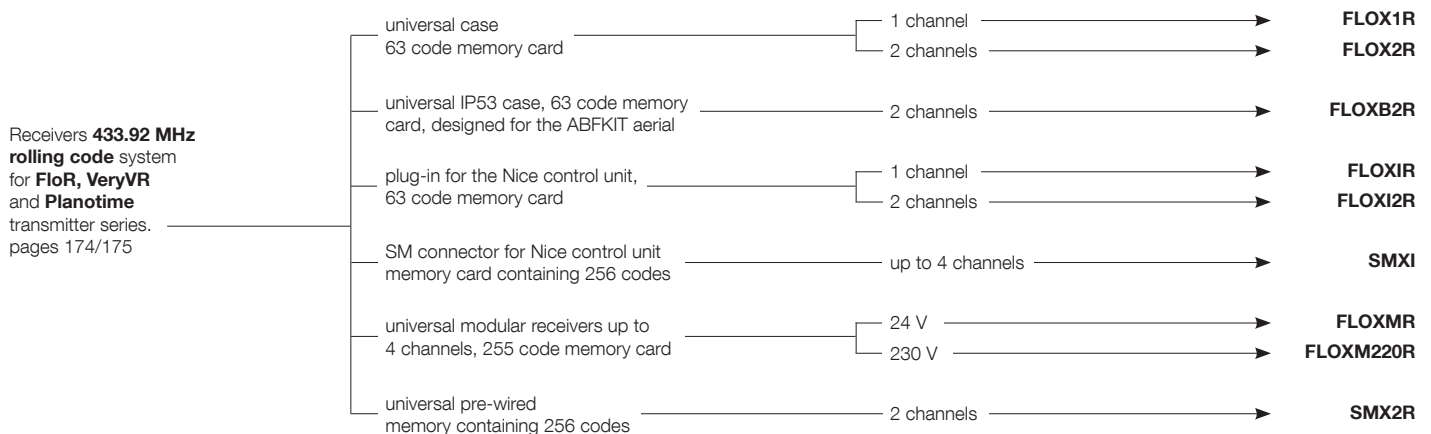 Receivers 433.92 MHz
rolling code system
for FloR, VeryVR
and Planotime
transmitter series.
pages 174/175
universal case
63 code memory card
1 channel
FLOX1R
2 channels
FLOX2R
universal IP53 case, 63 code memory
card, designed for the ABFKIT aerial
2 channels
FLOXB2R
plug-in for the Nice control unit,
63 code memory card
1 channel
FLOXIR
2 channels
FLOXI2R
SM connector for Nice control unit
memory card containing 256 codes
up to 4 channels
SMXI
universal modular receivers up to
4 channels, 255 code memory card
24 V
FLOXMR
230 V
FLOXM220R
universal pre-wired
memory containing 256 codes
2 channels
SMX2R